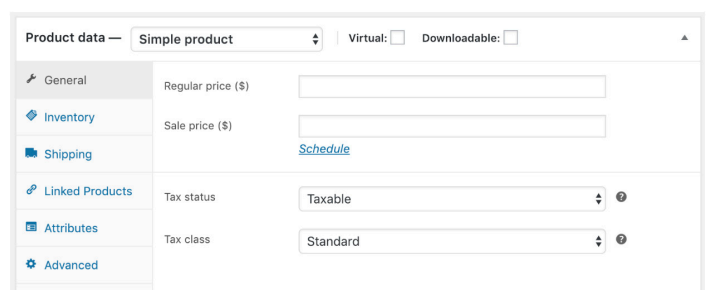 Product data — Simple product Virtual: Downloadable:
General
Inventory
Shipping
Linked Products
Attributes
Advanced
Regular price ($)
Sale price ($)
Schedule
Tax status Taxable
Tax class Standard